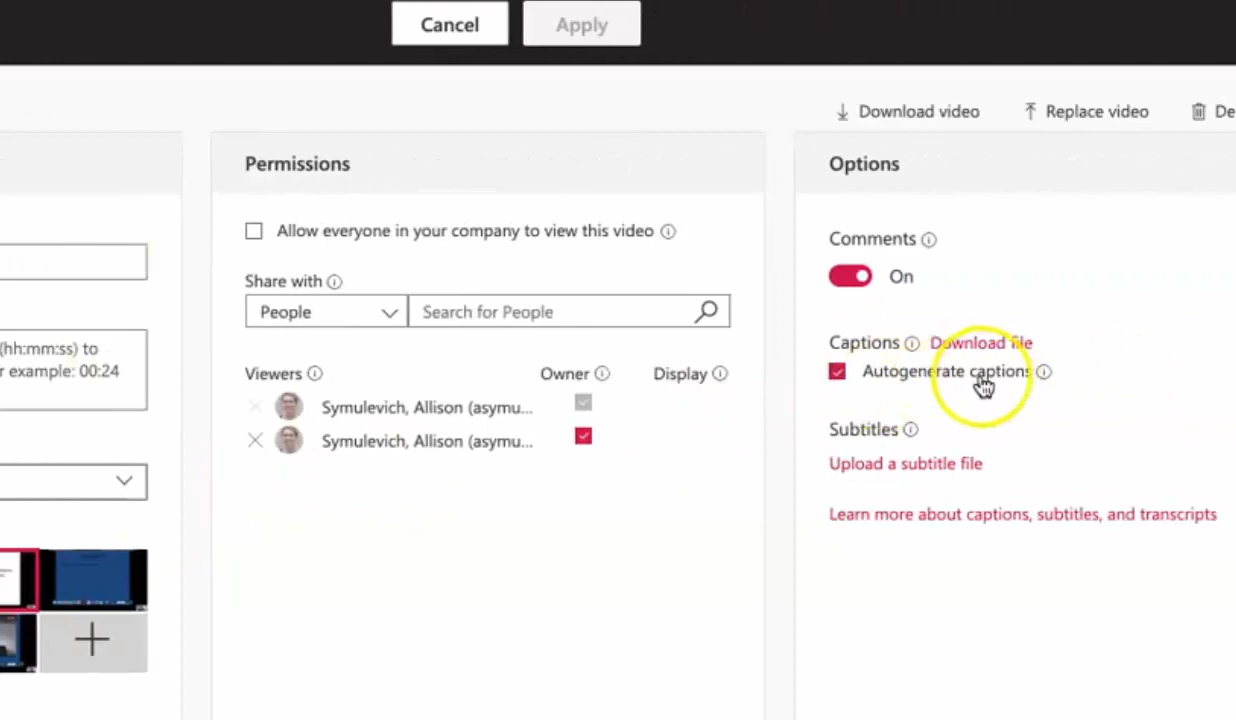 Cancel
Apply
Download video
Replace video
De
Permissions
Options
Allow everyone in your company to view this video
Share with
People
Search for People
Viewers
Owner
Display
Symulevich, Allison (asymu...
Symulevich, Allison (asymu...
(hh:mm:ss) to
r example: 00:24
Comments
On
Captions
Download file
Autogenerate captions
Subtitles
Upload a subtitle file
Learn more about captions, subtitles, and transcripts